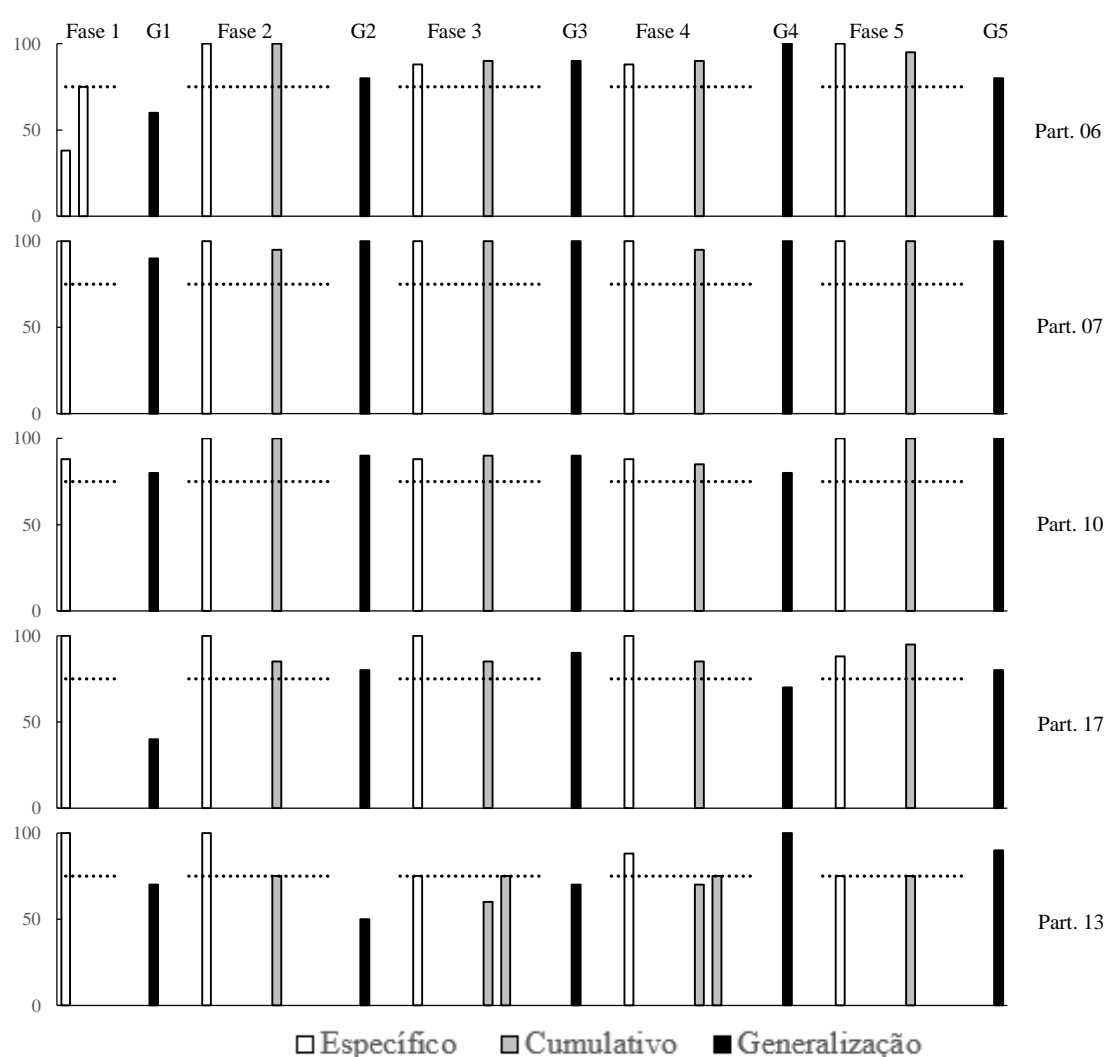 Fase 1 G1 Fase 2 G2 Fase 3 G3 Fase 4 G4 Fase 5 G5
100
50
0
Part. 06
100
50
0
Part. 07
100
50
0
Part. 10
100
50
0
Part. 17
100
50
0
Part. 13
Específico Cumulativo Generalização